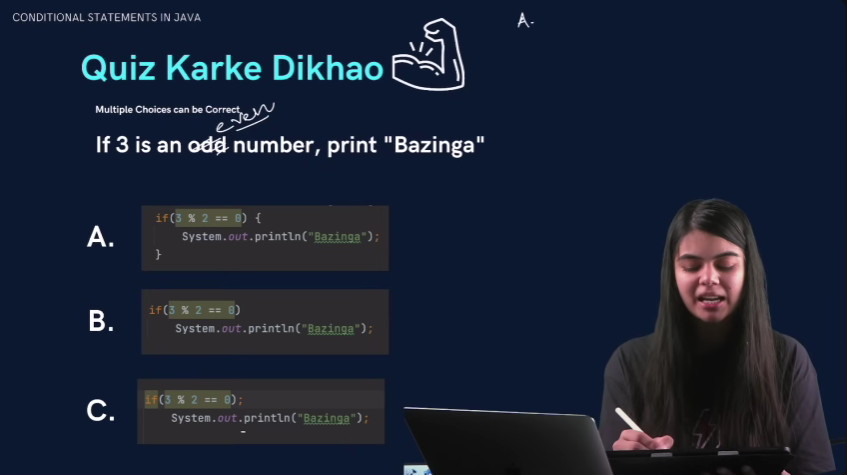 CONDITIONAL STATEMENTS IN JAVA
A.
Quiz Karke Dikhao
Multiple Choices can be Correct
even
If 3 is an odd number, print "Bazinga"
A.
if(3 % 2 == 0) {
System.out.println("Bazinga");
}
B.
if(3 % 2 == 0)
System.out.println("Bazinga");
C.
if(3 % 2 == 0);
System.out.println("Bazinga");